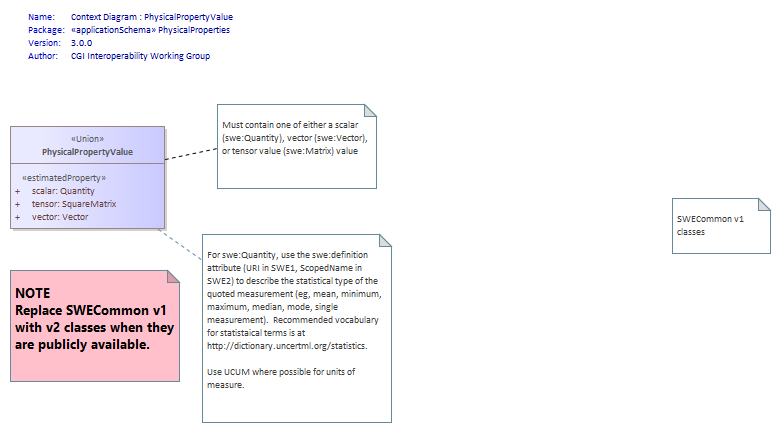 Name: Context Diagram : PhysicalPropertyValue
Package: «applicationSchema» PhysicalProperties
Version: 3.0.0
Author: CGI Interoperability Working Group
«Union»
PhysicalPropertyValue
«estimatedProperty»
+ scalar: Quantity
+ tensor: SquareMatrix
+ vector: Vector
Must contain one of either a scalar
(swe:Quantity), vector (swe:Vector),
or tensor value (swe:Matrix) value
SWECommon v1
classes
For swe:Quantity, use the swe:definition
attribute (URI in SWE1, ScopedName in
SWE2) to describe the statistical type of the
quoted measurement (eg, mean, minimum,
maximum, median, mode, single
measurement). Recommended vocabulary
for statistaical terms is at
http://dictionary.uncertml.org/statistics.
Use UCUM where possible for units of
measure.
NOTE
Replace SWECommon v1
with v2 classes when they
are publicly available.